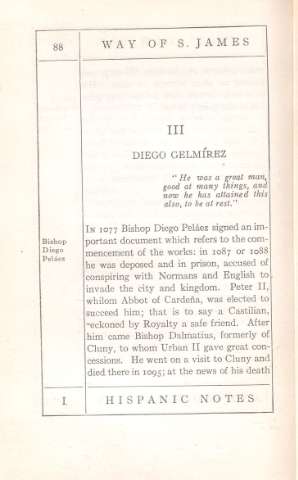 88
WAY OF S. JAMES
III
DIEGO GELMÍREZ
"He was a great man,
good at many things, and
now he has attained this
also, to be at rest."
Bishop
Diego
Peláez
IN 1077 Bishop Diego Peláez signed an im-
portant document which refers to the com-
mencement of the works: in 1087 or 1088
he was deposed and in prison, accused of
conspiring with Normans and English to
invade the city and kingdom. Peter II,
whilom Abbot of Cardeña, was elected to
succeed him; that is to say a Castilian,
reckoned by Royalty a safe friend. After
him came Bishop Dalmatius, formerly of
Cluny, to whom Urban II gave great con-
cessions. He went on a visit to Cluny and
died there in 1095; at the news of his death
I
HISPANIC NOTES